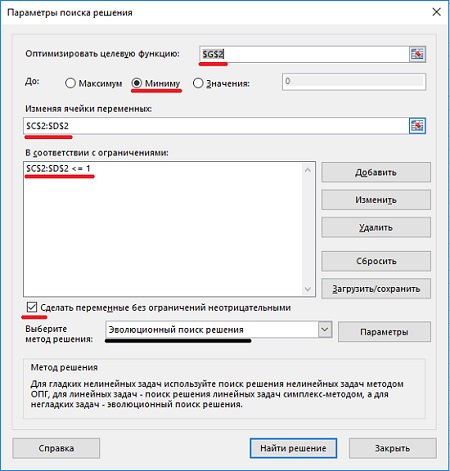 Параметры поиска решения
Оптимизировать целевую функцию: $G$2
До: Максимум Миниму Значения: 0
Изменяя ячейки переменных:
$C$2:$D$2
В соответствии с ограничениями:
$C$2:$D$2 <= 1
Добавить
Изменить
Удалить
Сбросить
Загрузить/сохранить
Сделать переменные без ограничений неотрицательными
Выберите
метод решения: Эволюционный поиск решения Параметры
Метод решения
Для гладких нелинейных задач используйте поиск решения нелинейных задач методом
ОПГ, для линейных задач - поиск решения линейных задач симплекс-методом, а для
негладких задач - эволюционный поиск решения.
Справка Найти решение Закрыть